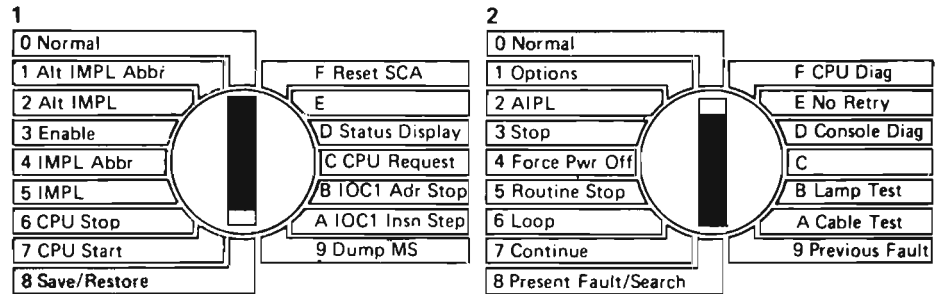 1
0 Normal
1 Alt IMPL Abbr
2 Alt IMPL
3 Enable
4 IMPL Abbr
5 IMPL
6 CPU Stop
7 CPU Start
8 Save/Restore
F Reset SCA
E
D Status Display
C CPU Request
B IOC1 Adr Stop
A IOC1 Insn Step
9 Dump MS
2
0 Normal
1 Options
2 AIPL
3 Stop
4 Force Pwr Off
5 Routine Stop
6 Loop
7 Continue
8 Present Fault/Search
F CPU Diag
E No Retry
D Console Diag
C
B Lamp Test
A Cable Test
9 Previous Fault